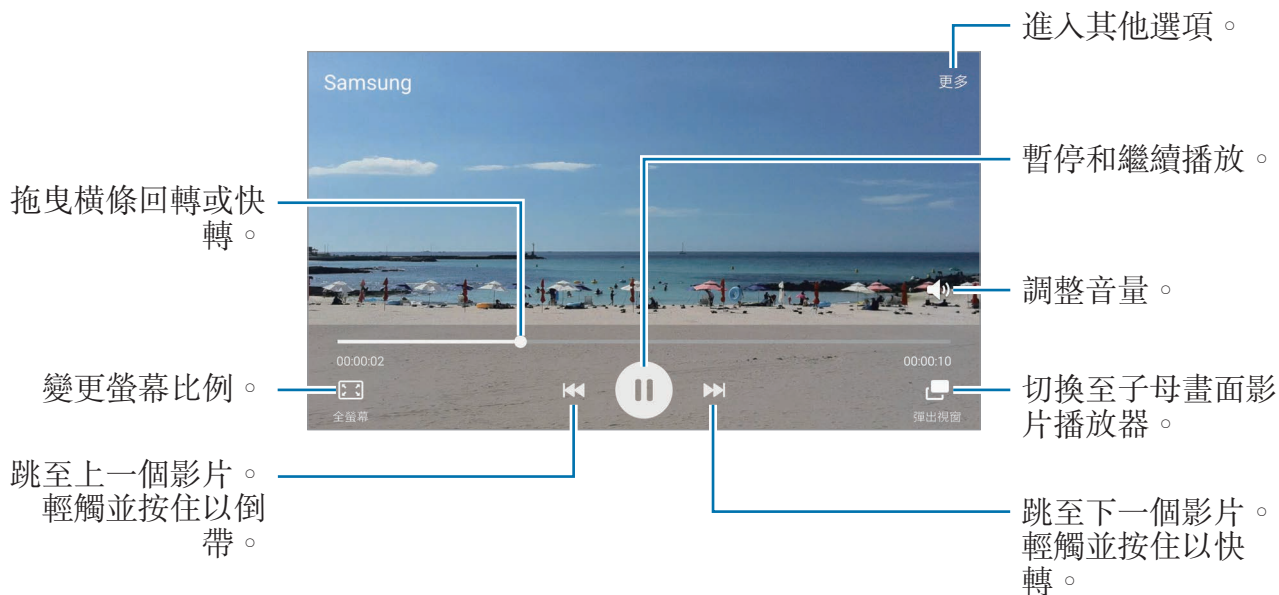 進入其他選項。
Samsung
更多
暫停和繼續播放。
拖曳橫條回轉或快
轉。
調整音量。
00:00:02
00:00:10
變更螢幕比例。
全螢幕
彈出視窗
切換至子母畫面影
片播放器。
跳至上一個影片。
輕觸並按住以倒
帶。
跳至下一個影片。
輕觸並按住以快
轉。